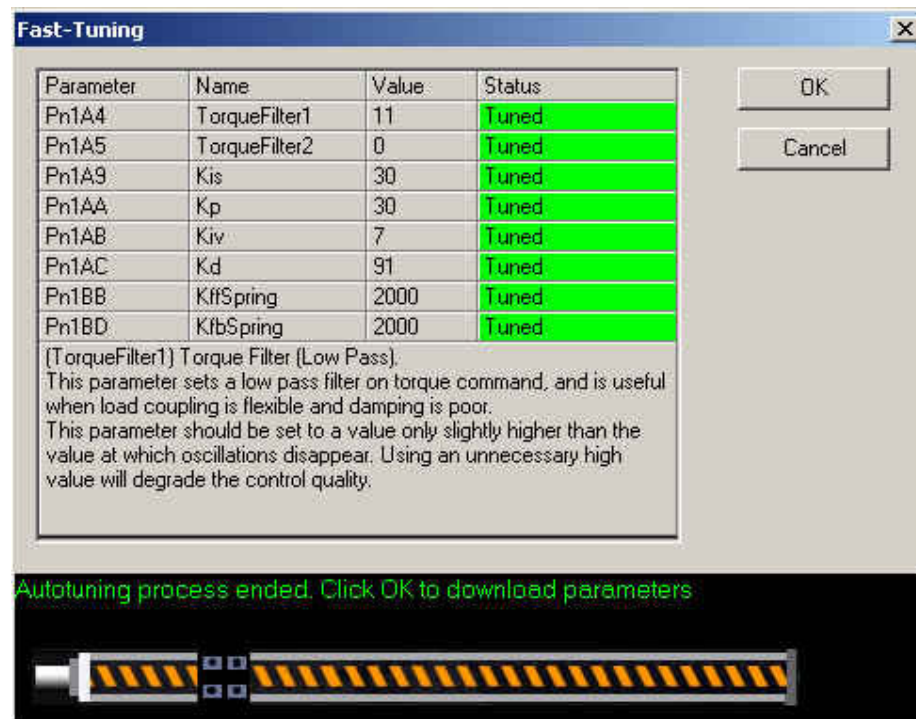 Fast-Tuning
Parameter Name Value Status
Pn1A4 TorqueFilter1 11 Tuned
Pn1A5 TorqueFilter2 0 Tuned
Pn1A9 Kis 30 Tuned
Pn1AA Kp 30 Tuned
Pn1AB Kiv 7 Tuned
Pn1AC Kd 91 Tuned
Pn1BB KffSpring 2000 Tuned
Pn1BD KfbSpring 2000 Tuned
(TorqueFilter1) Torque Filter (Low Pass).
This parameter sets a low pass filter on torque command, and is useful
when load coupling is flexible and damping is poor.
This parameter should be set to a value only slightly higher than the
value at which oscillations disappear. Using an unnecessary high
value will degrade the control quality.
OK
Cancel
Autotuning process ended. Click OK to download parameters